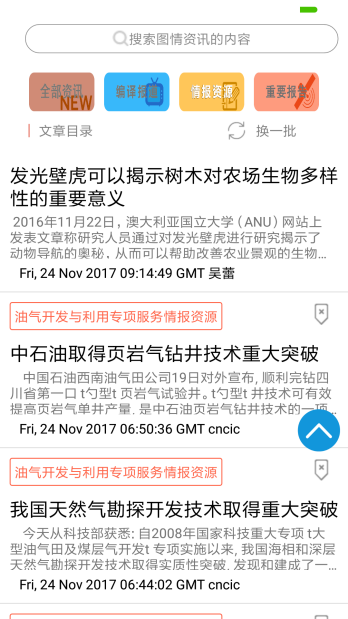 搜索图情资讯的内容
全部资讯
NEW
编译报道
情报资源
重要报告
文章目录
换一批
发光壁虎可以揭示树木对农场生物多样
性的重要意义
2016年11月22日，澳大利亚国立大学（ANU）网站上
发表文章称研究人员通过对发光壁虎进行研究揭示了
动物导航的奥秘，从而可以帮助改善农业景观的生物...
Fri, 24 Nov 2017 09:14:49 GMT 吴蕾
油气开发与利用专项服务情报资源
中石油取得页岩气钻井技术重大突破
中国石油西南油气田公司19日对外宣布, 顺利完钻四
川省第一口 t勺型t 页岩气试验井。t勺型t 井技术可有效
提高页岩气单井产量, 是中石油页岩气钻井技术的一项
Fri, 24 Nov 2017 06:50:36 GMT cncic
油气开发与利用专项服务情报资源
我国天然气勘探开发技术取得重大突破
今天从科技部获悉: 自2008年国家科技重大专项 t大
型油气田及煤层气开发t 专项实施以来, 我国海相和深层
天然气勘探开发技术取得实质性突破, 发现和建成了一...
Fri, 24 Nov 2017 06:44:02 GMT cncic